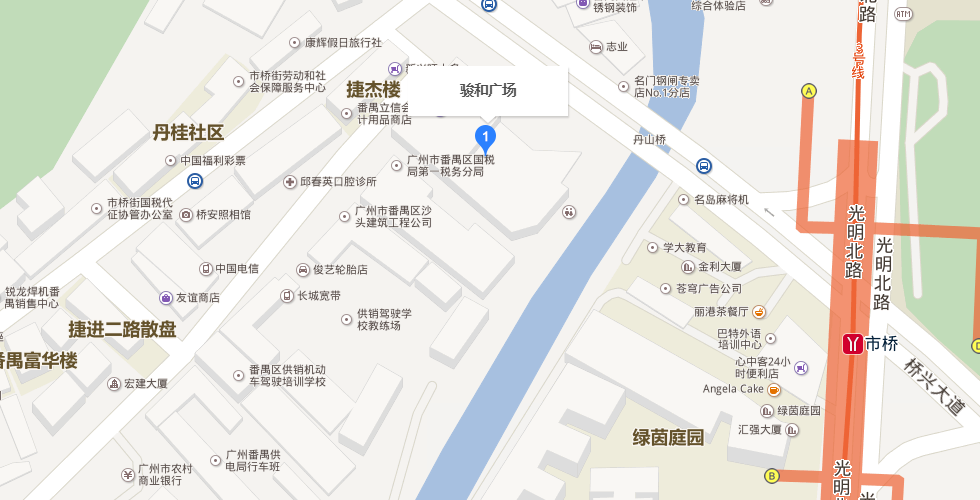 锈钢装饰
综合体验店
北
路
ATM
康辉假日旅行社
志业
3
号
线
市桥街劳动和社
会保障服务中心
捷杰楼
骏和广场
名门钢闸专卖
店No.1分店
A
番禺立信会
计用品商店
丹桂社区
1
丹山桥
中国福利彩票
广州市番禺区国税
局第一税务分局
邱春英口腔诊所
名岛麻将机
市桥街国税代
征协管办公室
桥安照相馆
广州市番禺区沙
头建筑工程公司
光
明
北
路
学大教育
光
明
北
路
中国电信
俊艺轮胎店
金利大厦
锐龙焊机番
禺销售中心
友谊商店
长城宽带
苍穹广告公司
丽港茶餐厅
供销驾驶学
校教练场
捷进二路散盘
巴特外语
培训中心
市桥
D
番禺富华楼
心中客24小
时便利店
番禺区供销机动
车驾驶培训学校
宏建大厦
Angela Cake
桥兴大道
绿茵庭园
绿茵庭园
汇强大厦
广州番禺供
电局行车班
广州市农村
商业银行
B
光
明